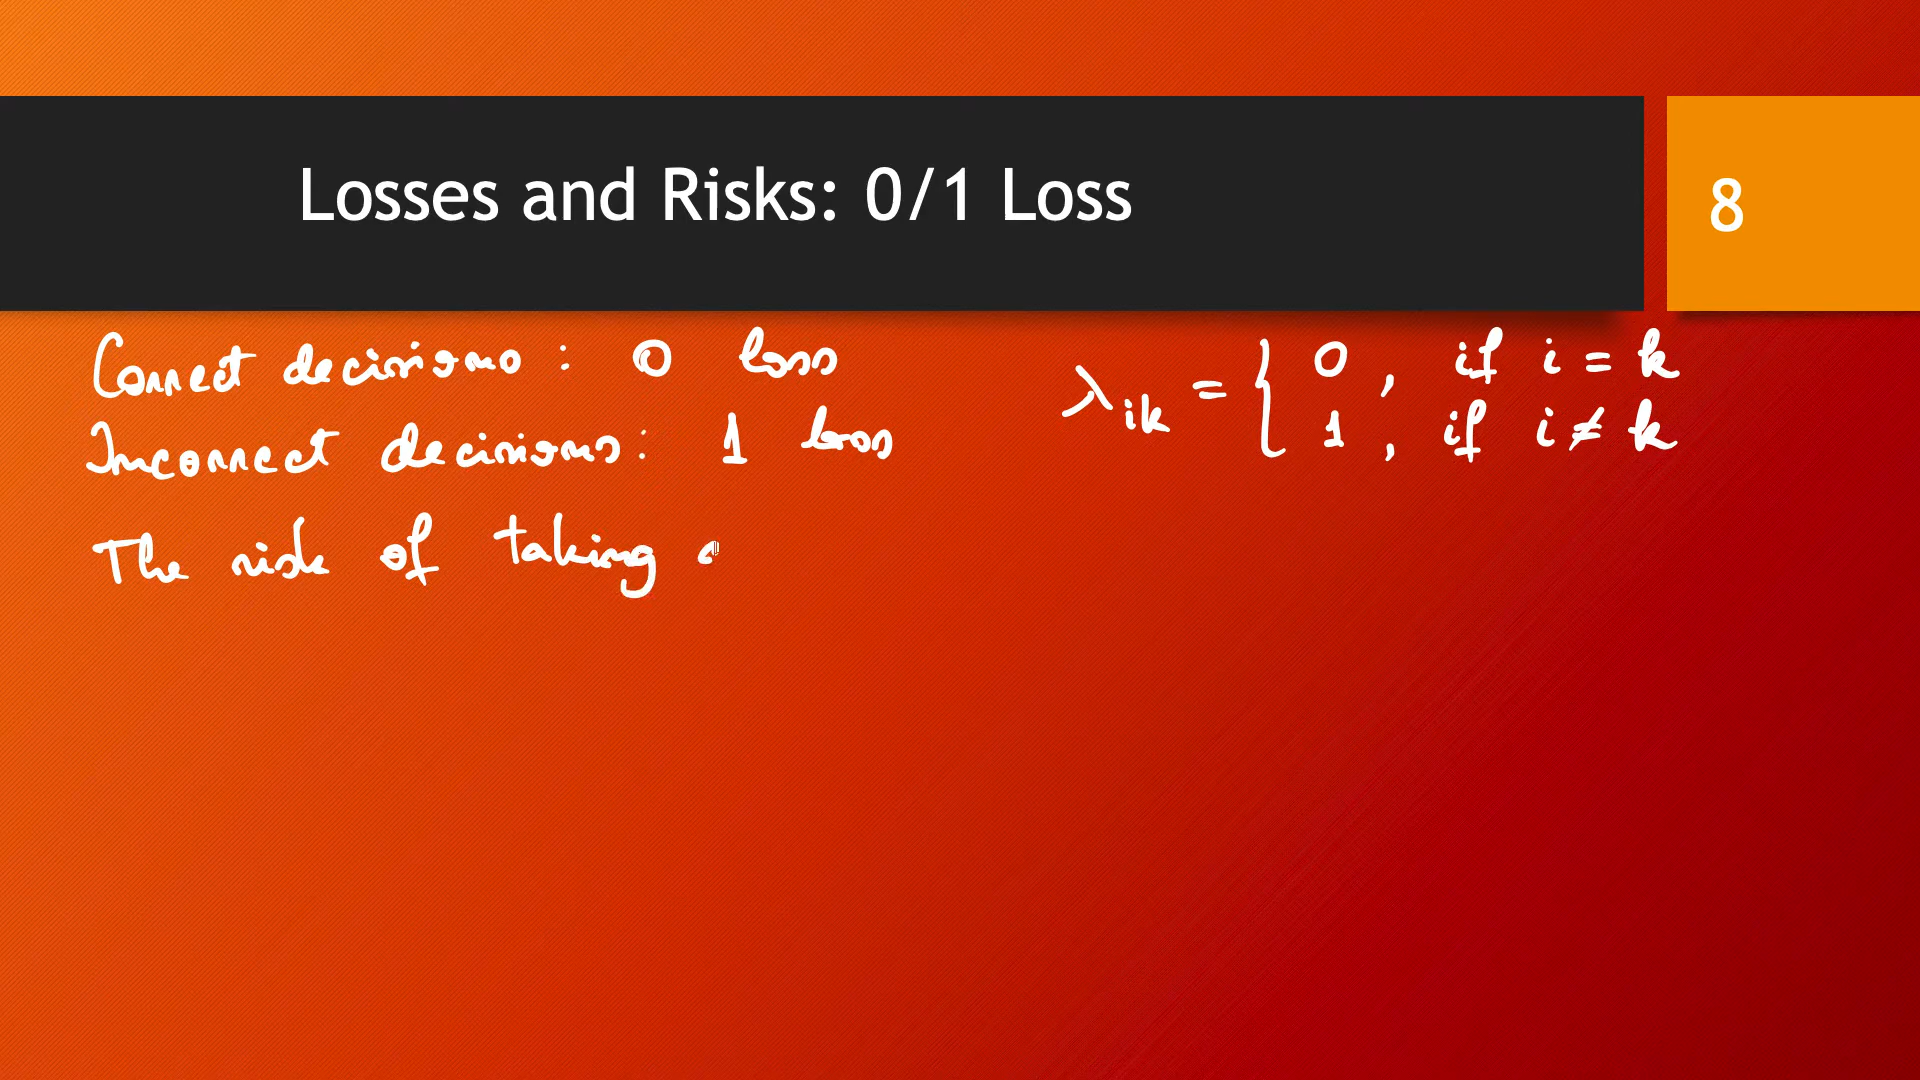 Losses and Risks: 0/1 Loss
8
Correct decisions : 0 loss
Incorrect decisions : 1 loss
λik = { 0 , if i = k
1 , if i ≠ k
The risk of taking